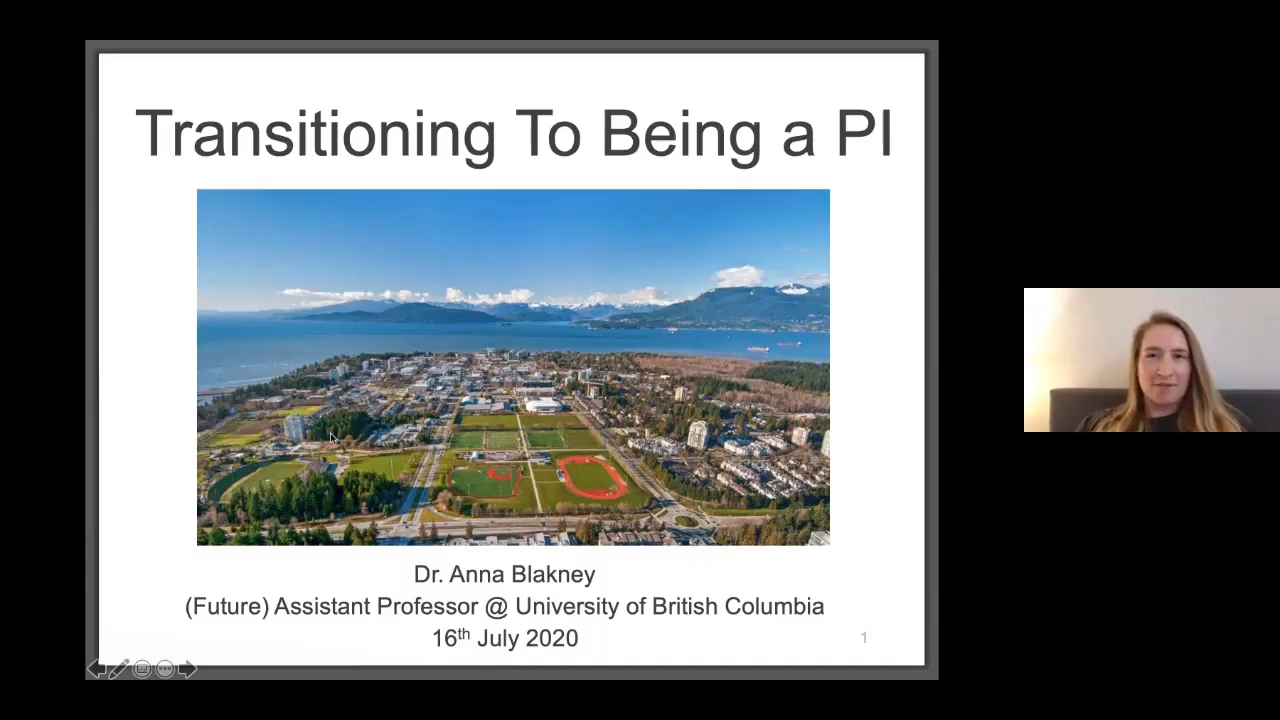 Transitioning To Being a PI
Dr. Anna Blakney
(Future) Assistant Professor @ University of British Columbia
16th July 2020
1